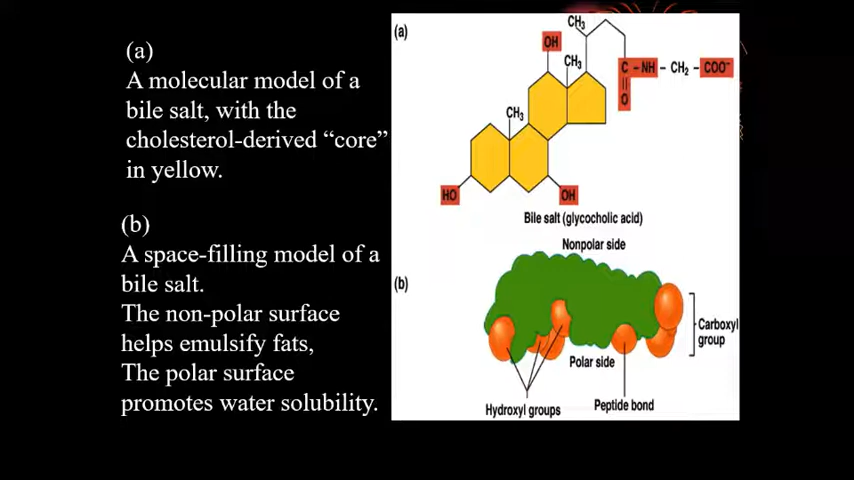 (a)
A molecular model of a
bile salt, with the
cholesterol-derived “core”
in yellow.
(b)
A space-filling model of a
bile salt.
The non-polar surface
helps emulsify fats,
The polar surface
promotes water solubility.
(a)
CH₃
OH
CH₃
C – NH – CH₂ – COO⁻
O
CH₃
HO
OH
Bile salt (glycocholic acid)
Nonpolar side
(b)
Carboxyl
group
Polar side
Hydroxyl groups
Peptide bond